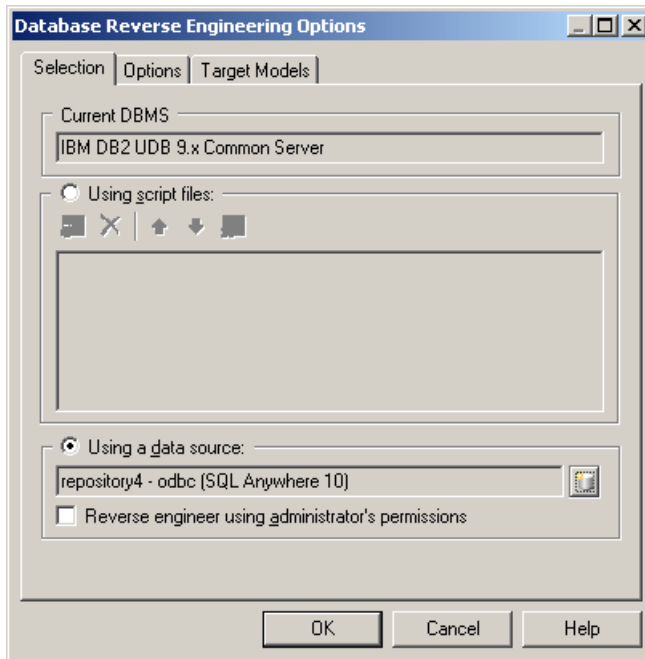 Database Reverse Engineering Options
Selection Options Target Models
Current DBMS
IBM DB2 UDB 9.x Common Server
Using script files:
Using a data source:
repository4 - odbc (SQL Anywhere 10)
Reverse engineer using administrator's permissions
OK Cancel Help